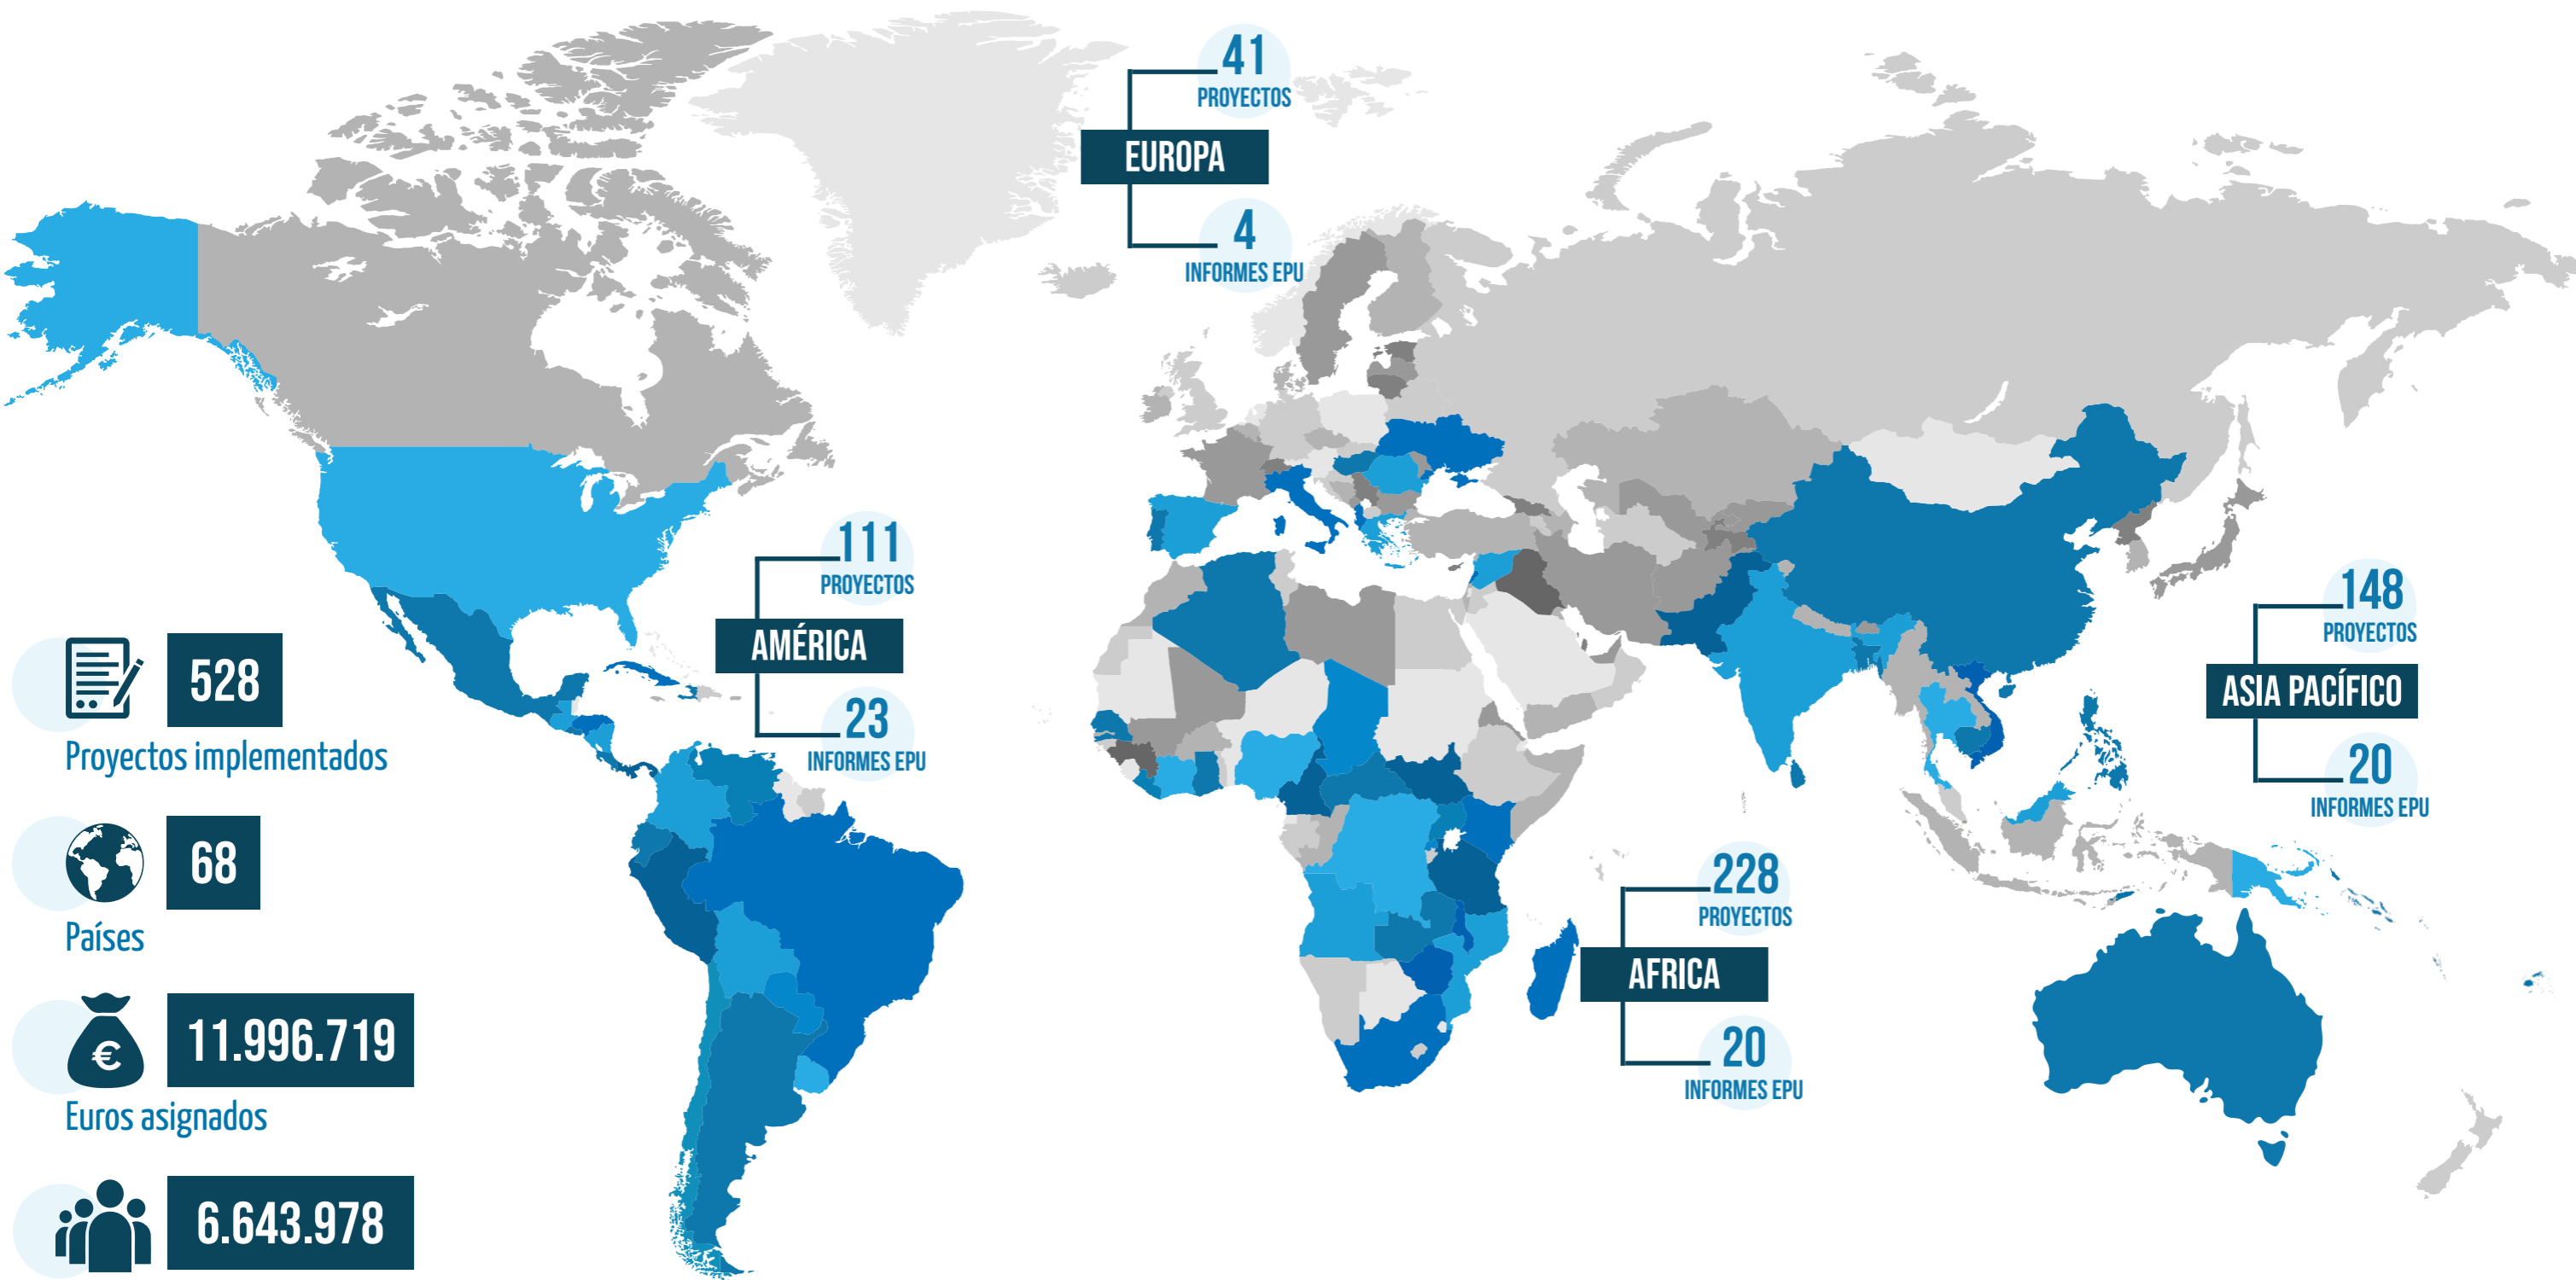 41
PROYECTOS
EUROPA
4
INFORMES EPU
111
PROYECTOS
AMÉRICA
23
INFORMES EPU
148
PROYECTOS
ASIA PACÍFICO
20
INFORMES EPU
228
PROYECTOS
AFRICA
20
INFORMES EPU
528
Proyectos implementados
68
Países
€
11.996.719
Euros asignados
6.643.978